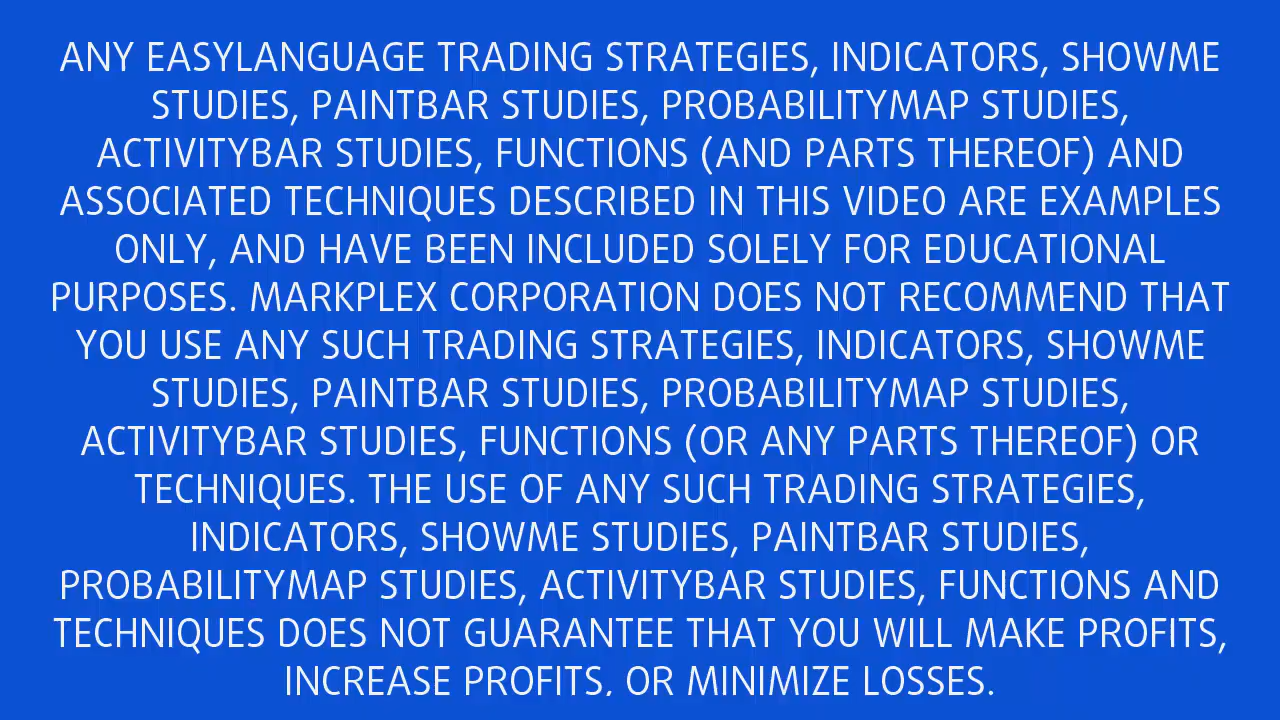 ANY EASYLANGUAGE TRADING STRATEGIES, INDICATORS, SHOWME
STUDIES, PAINTBAR STUDIES, PROBABILITYMAP STUDIES,
ACTIVITYBAR STUDIES, FUNCTIONS (AND PARTS THEREOF) AND
ASSOCIATED TECHNIQUES DESCRIBED IN THIS VIDEO ARE EXAMPLES
ONLY, AND HAVE BEEN INCLUDED SOLELY FOR EDUCATIONAL
PURPOSES. MARKPLEX CORPORATION DOES NOT RECOMMEND THAT
YOU USE ANY SUCH TRADING STRATEGIES, INDICATORS, SHOWME
STUDIES, PAINTBAR STUDIES, PROBABILITYMAP STUDIES,
ACTIVITYBAR STUDIES, FUNCTIONS (OR ANY PARTS THEREOF) OR
TECHNIQUES. THE USE OF ANY SUCH TRADING STRATEGIES,
INDICATORS, SHOWME STUDIES, PAINTBAR STUDIES,
PROBABILITYMAP STUDIES, ACTIVITYBAR STUDIES, FUNCTIONS AND
TECHNIQUES DOES NOT GUARANTEE THAT YOU WILL MAKE PROFITS,
INCREASE PROFITS, OR MINIMIZE LOSSES.